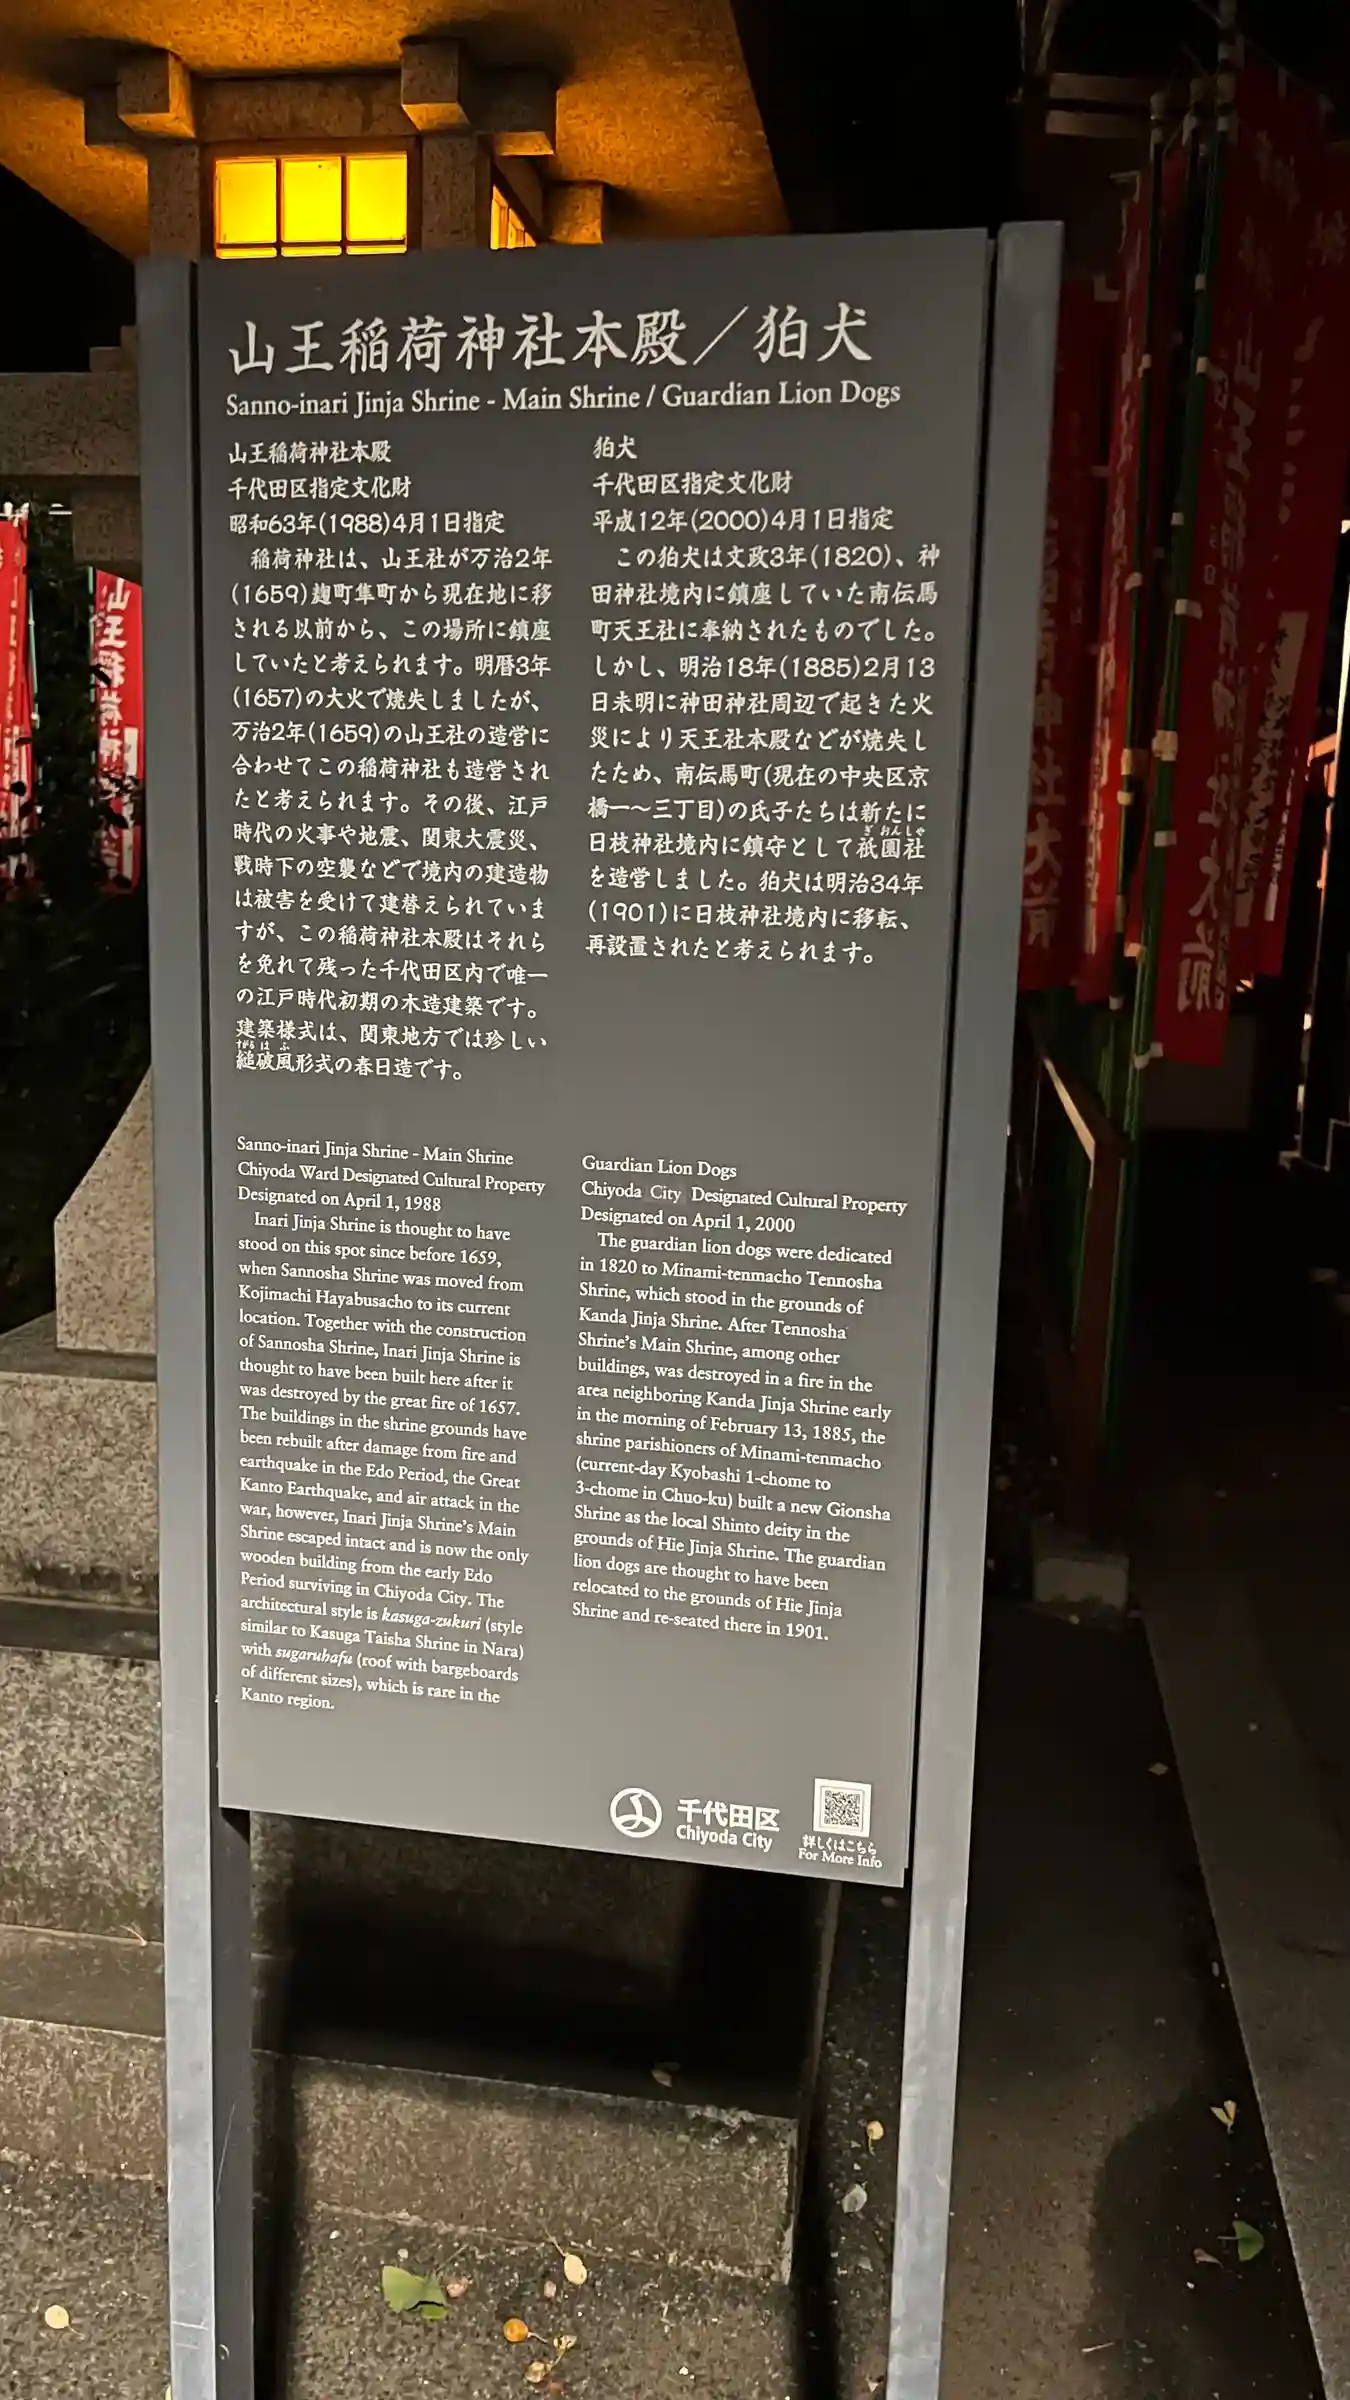 山王稲荷神社本殿／狛犬
Sanno-inari Jinja Shrine - Main Shrine / Guardian Lion Dogs
山王稲荷神社本殿
千代田区指定文化財
昭和63年(1988)4月1日指定
稲荷神社は、山王社が万治2年
(1659)麹町隼町から現在地に移
される以前から、この場所に鎮座
していたと考えられます。明暦3年
(1657)の大火で焼失しましたが、
万治2年(1659)の山王社の造営に
合わせてこの稲荷神社も造営され
たと考えられます。その後、江戸
時代の火事や地震、関東大震災、
戦時下の空襲などで境内の建造物
は被害を受けて建替えられていま
すが、この稲荷神社本殿はそれら
を免れて残った千代田区内で唯一
の江戸時代初期の木造建築です。
建築様式は、関東地方では珍しい
すがる は ふ
縋破風形式の春日造です。
狛犬
千代田区指定文化財
平成12年(2000)4月1日指定
この狛犬は文政3年(1820)、神
田神社境内に鎮座していた南伝馬
町天王社に奉納されたものでした。
しかし、明治18年(1885)2月13
日未明に神田神社周辺で起きた火
災により天王社本殿などが焼失し
たため、南伝馬町(現在の中央区京
橋一〜三丁目)の氏子たちは新たに
ぎ おんしゃ
日枝神社境内に鎮守として祇園社
を造営しました。狛犬は明治34年
(1901)に日枝神社境内に移転、
再設置されたと考えられます。
Sanno-inari Jinja Shrine - Main Shrine
Chiyoda Ward Designated Cultural Property
Designated on April 1, 1988
Inari Jinja Shrine is thought to have
stood on this spot since before 1659,
when Sannosha Shrine was moved from
Kojimachi Hayabusacho to its current
location. Together with the construction
of Sannosha Shrine, Inari Jinja Shrine is
thought to have been built here after it
was destroyed by the great fire of 1657.
The buildings in the shrine grounds have
been rebuilt after damage from fire and
earthquake in the Edo Period, the Great
Kanto Earthquake, and air attack in the
war, however, Inari Jinja Shrine's Main
Shrine escaped intact and is now the only
wooden building from the early Edo
Period surviving in Chiyoda City. The
architectural style is kasuga-zukuri (style
similar to Kasuga Taisha Shrine in Nara)
with sugaruhafu (roof with bargeboards
of different sizes), which is rare in the
Kanto region.
Guardian Lion Dogs
Chiyoda City Designated Cultural Property
Designated on April 1, 2000
The guardian lion dogs were dedicated
in 1820 to Minami-tenmacho Tennosha
Shrine, which stood in the grounds of
Kanda Jinja Shrine. After Tennosha
Shrine's Main Shrine, among other
buildings, was destroyed in a fire in the
area neighboring Kanda Jinja Shrine early
in the morning of February 13, 1885, the
shrine parishioners of Minami-tenmacho
(current-day Kyobashi 1-chome to
3-chome in Chuo-ku) built a new Gionsha
Shrine as the local Shinto deity in the
grounds of Hie Jinja Shrine. The guardian
lion dogs are thought to have been
relocated to the grounds of Hie Jinja
Shrine and re-seated there in 1901.
千代田区
Chiyoda City
詳しくはこちら
For More Info
山王稲荷神